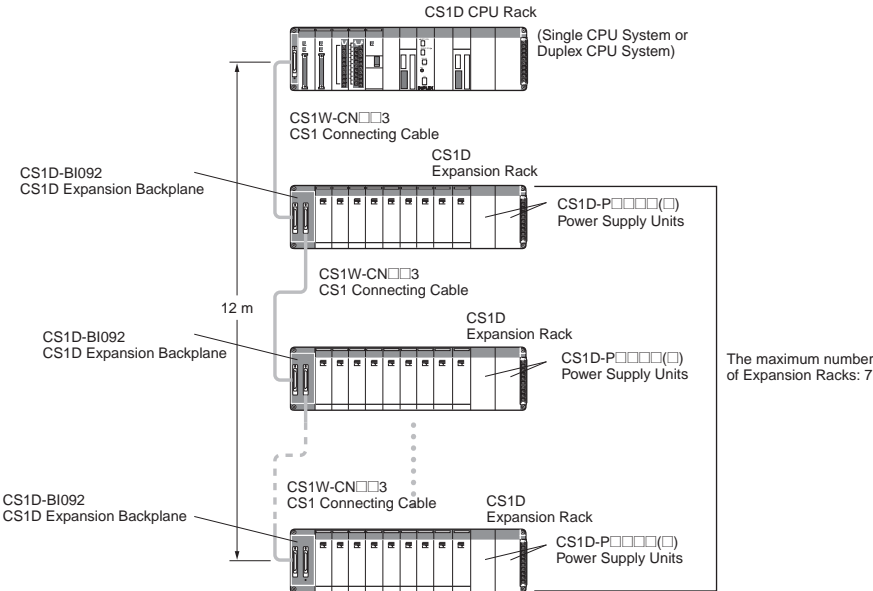 CS1D CPU Rack
(Single CPU System or
Duplex CPU System)
CS1W-CN□□3
CS1 Connecting Cable
CS1D
Expansion Rack
CS1D-BI092
CS1D Expansion Backplane
CS1D-P□□□□(□)
Power Supply Units
CS1W-CN□□3
CS1 Connecting Cable
12 m
CS1D
Expansion Rack
CS1D-BI092
CS1D Expansion Backplane
CS1D-P□□□□(□)
Power Supply Units
The maximum number
of Expansion Racks: 7
CS1W-CN□□3
CS1 Connecting Cable
CS1D
Expansion Rack
CS1D-BI092
CS1D Expansion Backplane
CS1D-P□□□□(□)
Power Supply Units